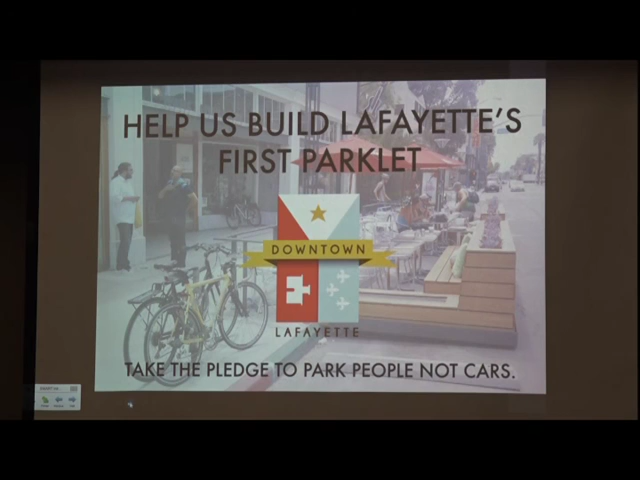 HELP US BUILD LAFAYETTE'S
FIRST PARKLET
DOWNTOWN
LAFAYETTE
TAKE THE PLEDGE TO PARK PEOPLE NOT CARS.